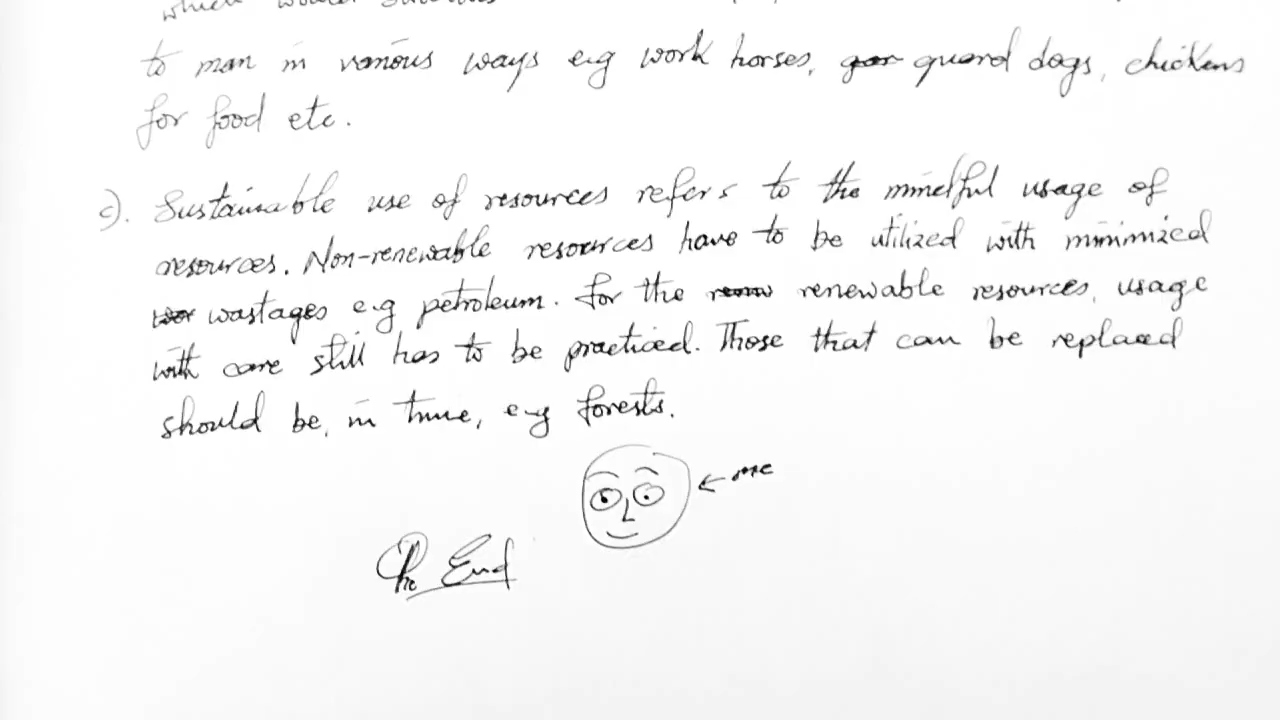 which would
to man in various ways e.g work horses, guard dogs, chickens
for food etc.
c). Sustainable use of resources refers to the mindful usage of
resources. Non-renewable resources have to be utilized with minimized
wastages e.g petroleum. For the renewable resources, usage
with care still has to be practiced. Those that can be replaced
should be, in time, e.g forests.
← me
The End